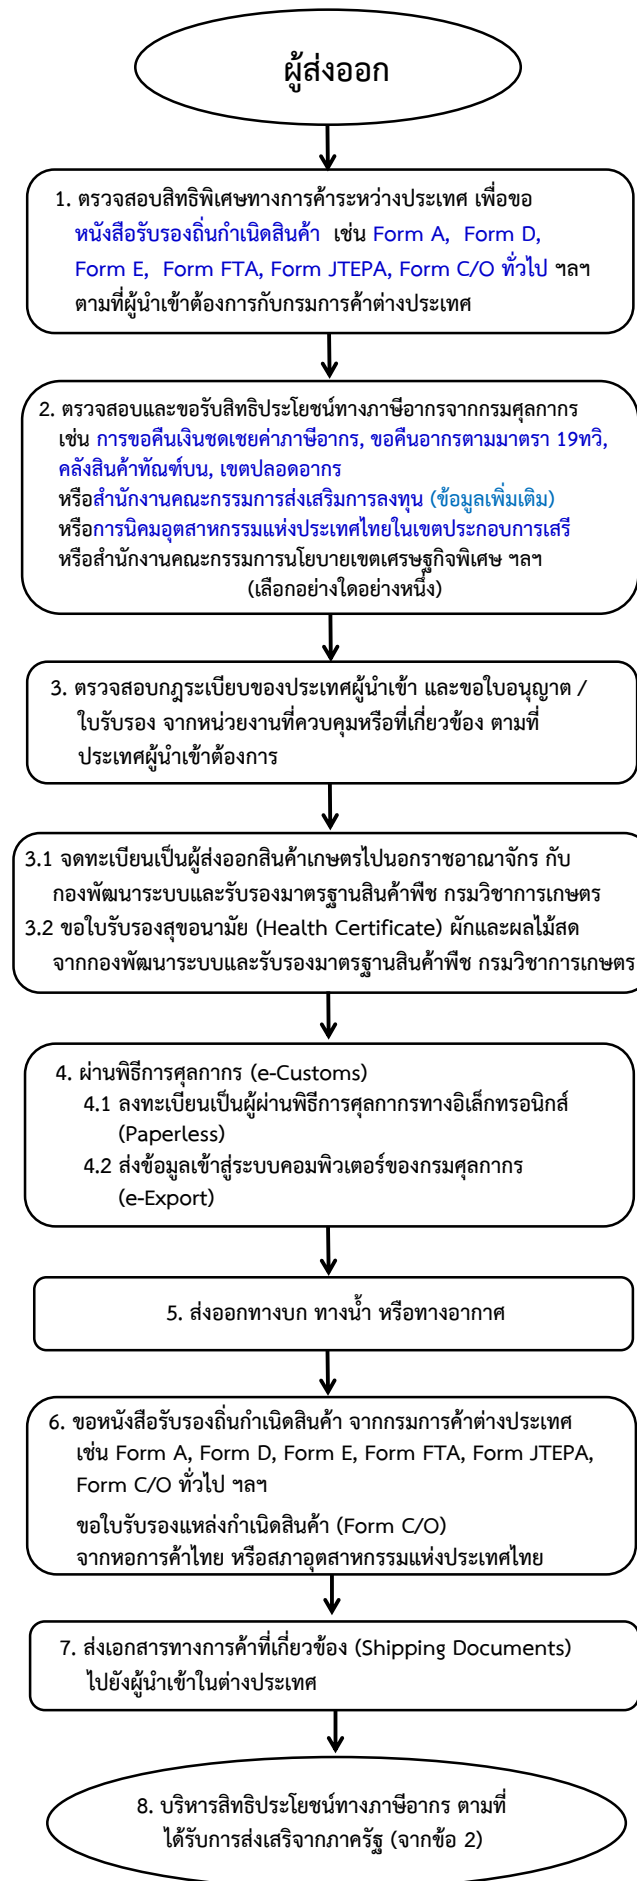 ผู้ส่งออก
1. ตรวจสอบสิทธิพิเศษทางการค้าระหว่างประเทศ เพื่อขอ
หนังสือรับรองถิ่นกำเนิดสินค้า เช่น Form A, Form D,
Form E, Form FTA, Form JTEPA, Form C/O ทั่วไป ฯลฯ
ตามที่ผู้นำเข้าต้องการกับกรมการค้าต่างประเทศ
2. ตรวจสอบและขอรับสิทธิประโยชน์ทางภาษีอากรจากกรมศุลกากร
เช่น การขอคืนเงินชดเชยค่าภาษีอากร, ขอคืนอากรตามมาตรา 19ทวิ,
คลังสินค้าทัณฑ์บน, เขตปลอดอากร
หรือสำนักงานคณะกรรมการส่งเสริมการลงทุน (ข้อมูลเพิ่มเติม)
หรือการนิคมอุตสาหกรรมแห่งประเทศไทยในเขตประกอบการเสรี
หรือสำนักงานคณะกรรมการนโยบายเขตเศรษฐกิจพิเศษ ฯลฯ
(เลือกอย่างใดอย่างหนึ่ง)
3. ตรวจสอบกฎระเบียบของประเทศผู้นำเข้า และขอใบอนุญาต /
ใบรับรอง จากหน่วยงานที่ควบคุมหรือที่เกี่ยวข้อง ตามที่
ประเทศผู้นำเข้าต้องการ
3.1 จดทะเบียนเป็นผู้ส่งออกสินค้าเกษตรไปนอกราชอาณาจักร กับ
กองพัฒนาระบบและรับรองมาตรฐานสินค้าพืช กรมวิชาการเกษตร
3.2 ขอใบรับรองสุขอนามัย (Health Certificate) ผักและผลไม้สด
จากกองพัฒนาระบบและรับรองมาตรฐานสินค้าพืช กรมวิชาการเกษตร
4. ผ่านพิธีการศุลกากร (e-Customs)
4.1 ลงทะเบียนเป็นผู้ผ่านพิธีการศุลกากรทางอิเล็กทรอนิกส์
(Paperless)
4.2 ส่งข้อมูลเข้าสู่ระบบคอมพิวเตอร์ของกรมศุลกากร
(e-Export)
5. ส่งออกทางบก ทางน้ำ หรือทางอากาศ
6. ขอหนังสือรับรองถิ่นกำเนิดสินค้า จากกรมการค้าต่างประเทศ
เช่น Form A, Form D, Form E, Form FTA, Form JTEPA,
Form C/O ทั่วไป ฯลฯ
ขอใบรับรองแหล่งกำเนิดสินค้า (Form C/O)
จากหอการค้าไทย หรือสภาอุตสาหกรรมแห่งประเทศไทย
7. ส่งเอกสารทางการค้าที่เกี่ยวข้อง (Shipping Documents)
ไปยังผู้นำเข้าในต่างประเทศ
8. บริหารสิทธิประโยชน์ทางภาษีอากร ตามที่
ได้รับการส่งเสริจากภาครัฐ (จากข้อ 2)